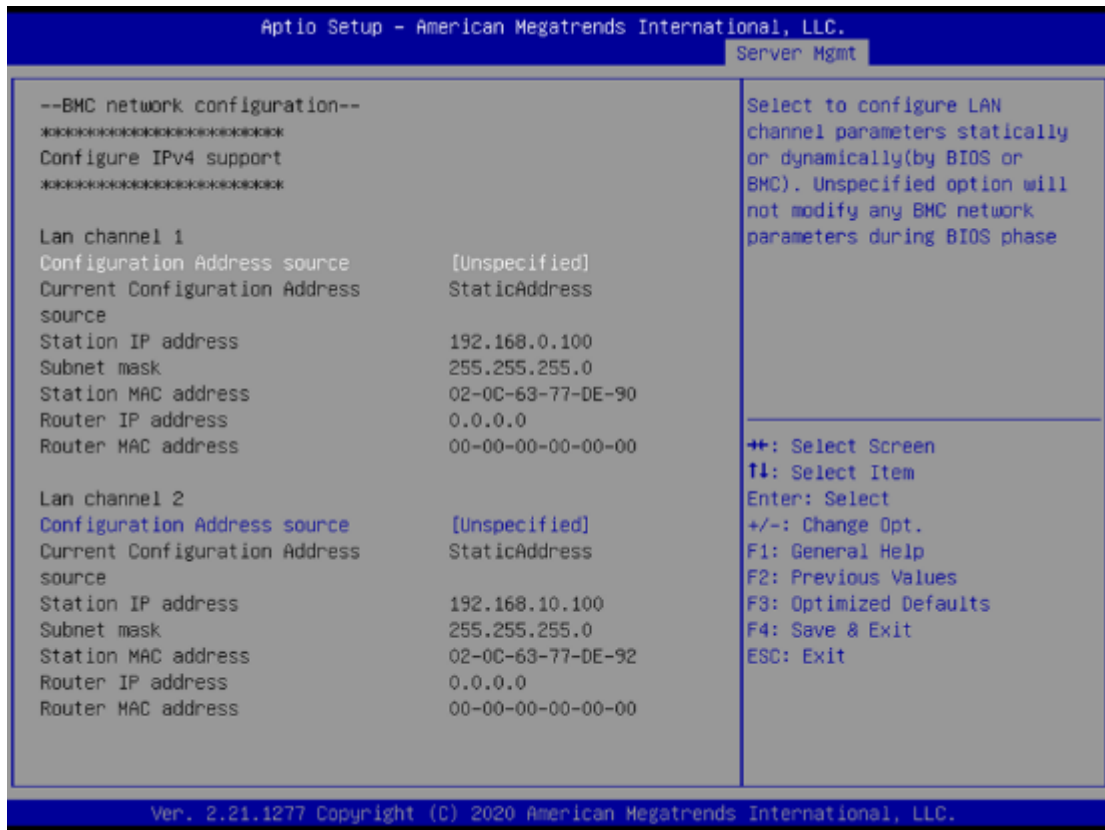 Aptio Setup – American Megatrends International, LLC.
Server Mgmt
--BMC network configuration--
************************
Configure IPv4 support
************************
Lan channel 1
Configuration Address source [Unspecified]
Current Configuration Address StaticAddress
source
Station IP address 192.168.0.100
Subnet mask 255.255.255.0
Station MAC address 02-0C-63-77-DE-90
Router IP address 0.0.0.0
Router MAC address 00-00-00-00-00-00
Lan channel 2
Configuration Address source [Unspecified]
Current Configuration Address StaticAddress
source
Station IP address 192.168.10.100
Subnet mask 255.255.255.0
Station MAC address 02-0C-63-77-DE-92
Router IP address 0.0.0.0
Router MAC address 00-00-00-00-00-00
Select to configure LAN
channel parameters statically
or dynamically(by BIOS or
BMC). Unspecified option will
not modify any BMC network
parameters during BIOS phase
→←: Select Screen
↑↓: Select Item
Enter: Select
+/-: Change Opt.
F1: General Help
F2: Previous Values
F3: Optimized Defaults
F4: Save & Exit
ESC: Exit
Ver. 2.21.1277 Copyright (C) 2020 American Megatrends International, LLC.